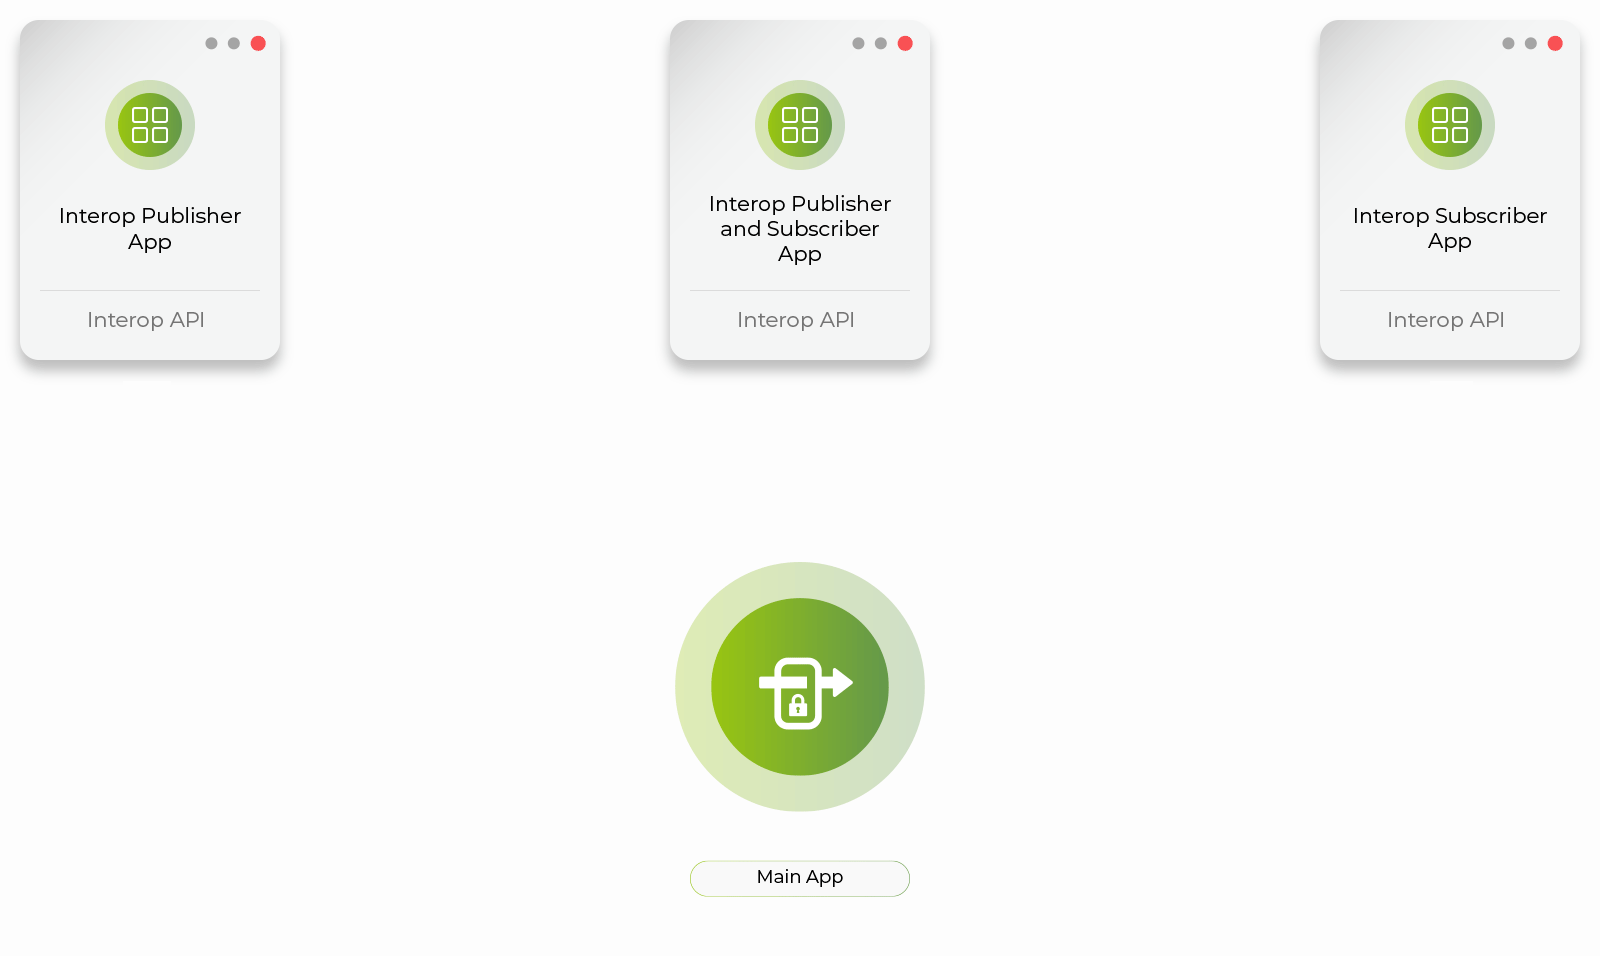 Interop Publisher
App
Interop API
Interop Publisher
and Subscriber
App
Interop API
Interop Subscriber
App
Interop API
Main App